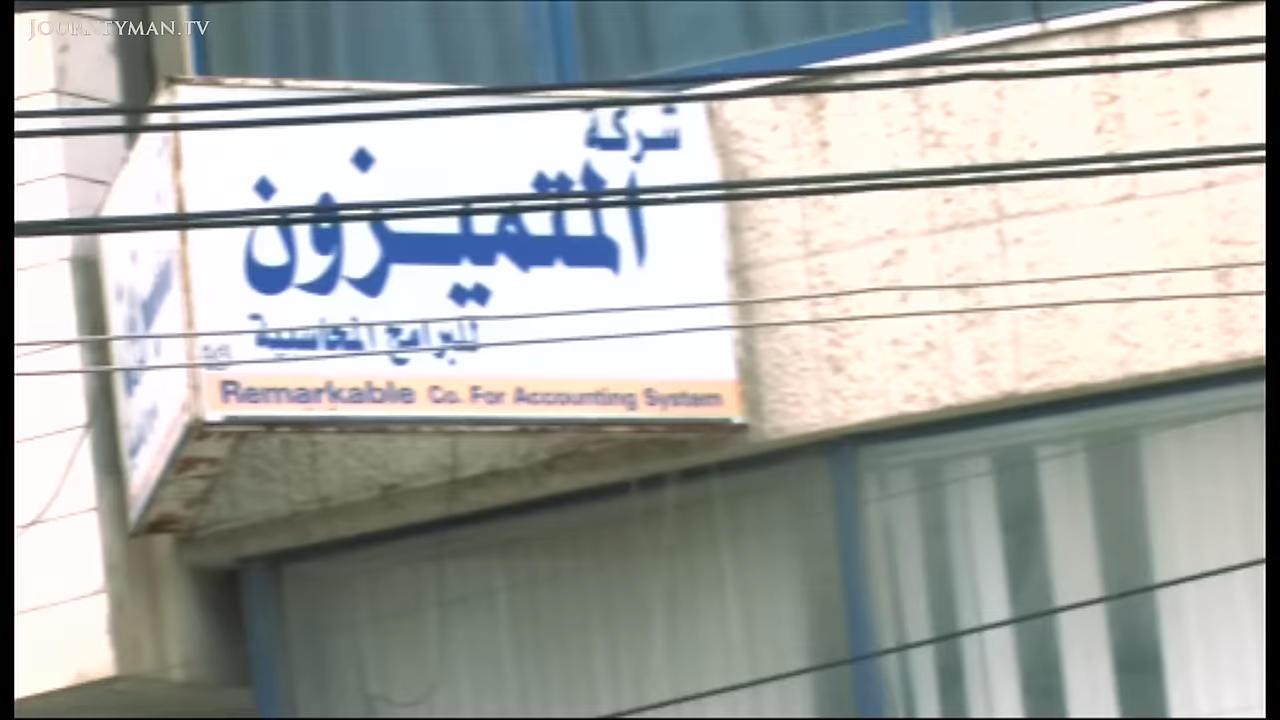 JOURNEYMAN.TV
شركة
المتميزون
للبرامج المحاسبية
Remarkable Co. For Accounting System